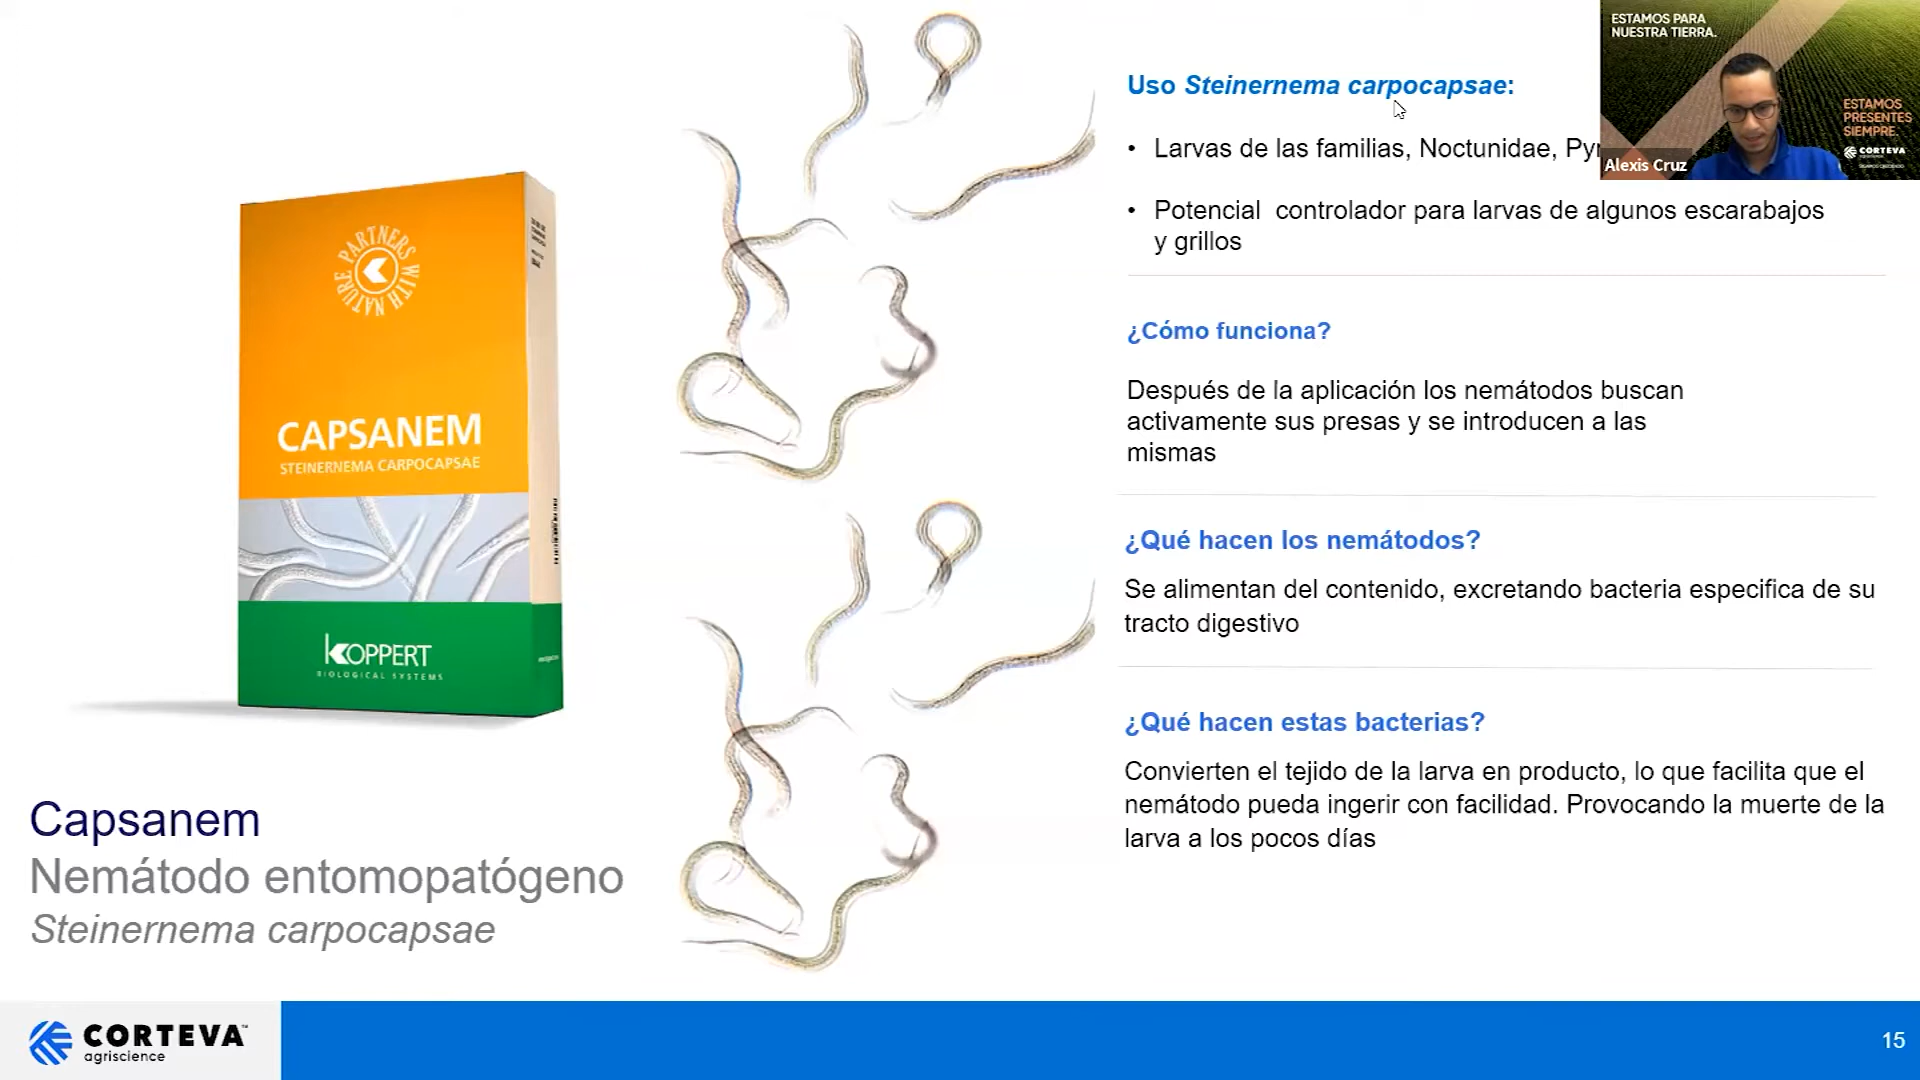 ESTAMOS PARA
NUESTRA TIERRA.
ESTAMOS
PRESENTES
SIEMPRE.
CORTEVA
Alexis Cruz
Uso Steinernema carpocapsae:
• Larvas de las familias, Noctunidae, Pyr
• Potencial controlador para larvas de algunos escarabajos
y grillos
¿Cómo funciona?
Después de la aplicación los nemátodos buscan
activamente sus presas y se introducen a las
mismas
¿Qué hacen los nemátodos?
Se alimentan del contenido, excretando bacteria especifica de su
tracto digestivo
¿Qué hacen estas bacterias?
Convierten el tejido de la larva en producto, lo que facilita que el
nemátodo pueda ingerir con facilidad. Provocando la muerte de la
larva a los pocos días
PARTNERS WITH NATURE
CAPSANEM
STEINERNEMA CARPOCAPSAE
KOPPERT
BIOLOGICAL SYSTEMS
Capsanem
Nemátodo entomopatógeno
Steinernema carpocapsae
CORTEVA™
agriscience
15